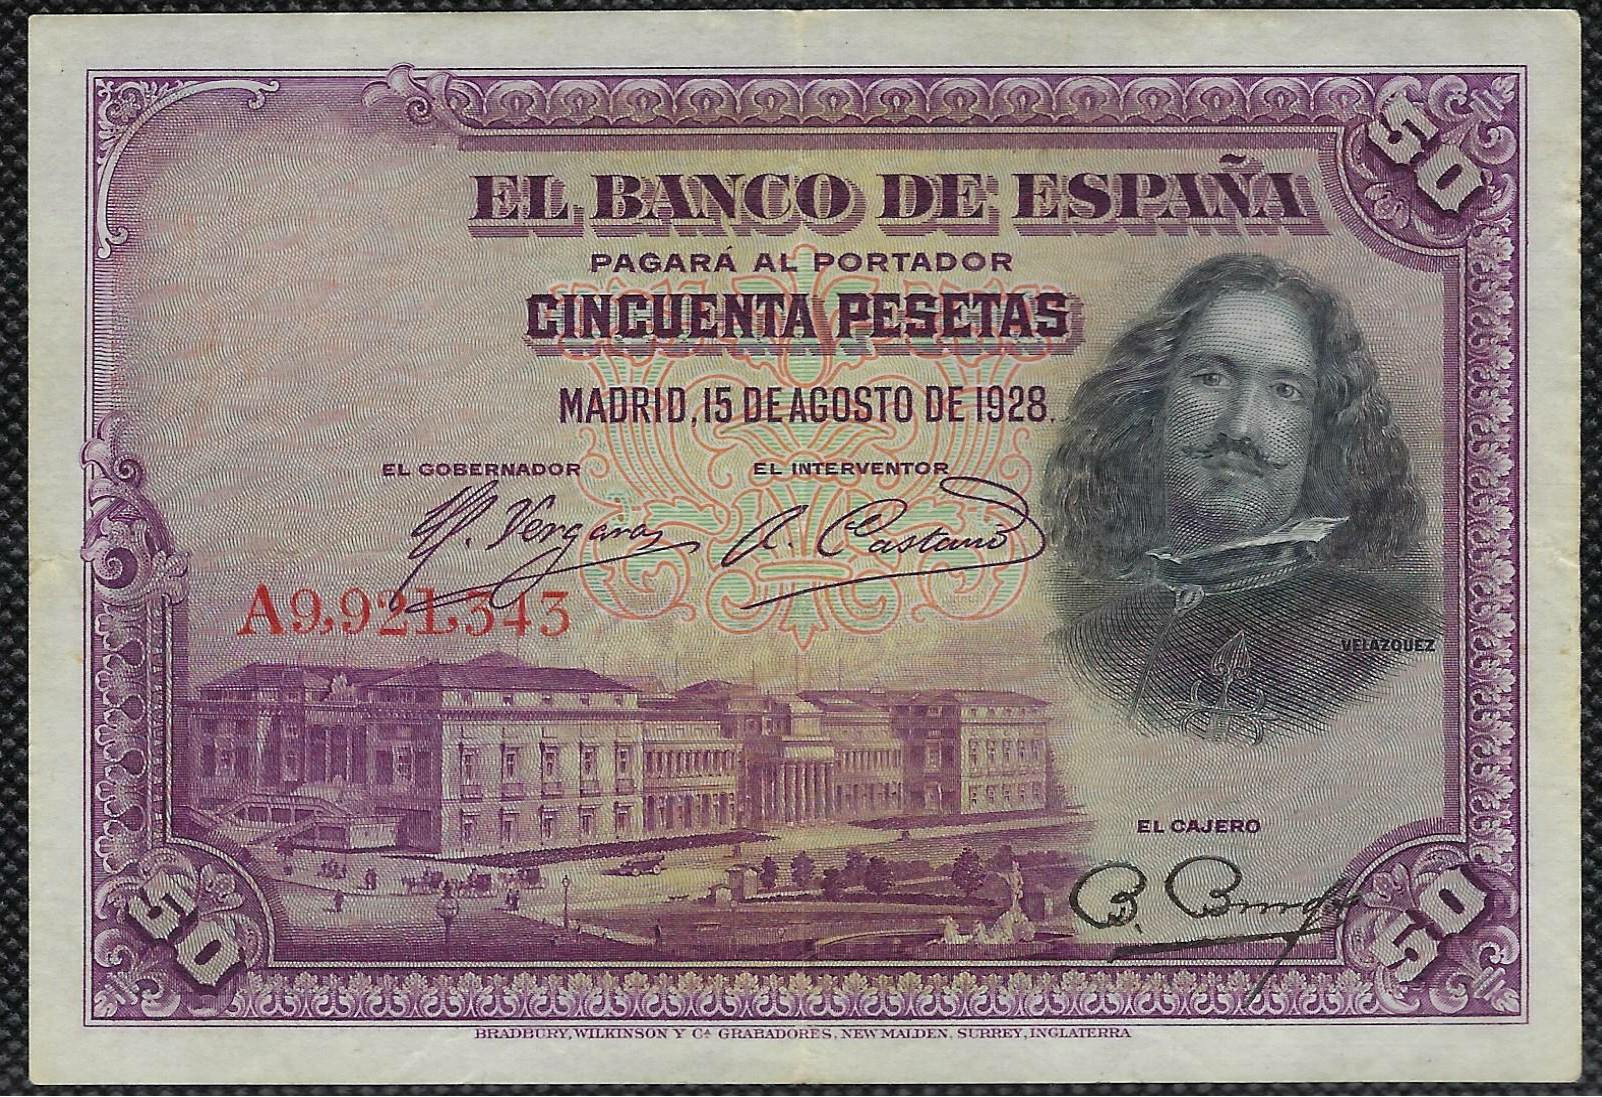 50
EL BANCO DE ESPAÑA
PAGARÁ AL PORTADOR
CINCUENTA PESETAS
MADRID, 15 DE AGOSTO DE 1928.
EL GOBERNADOR EL INTERVENTOR
Vergara A. Castaño
A9,921,343
VELAZQUEZ
EL CAJERO
B.
50 50
BRADBURY, WILKINSON Y Cª GRABADORES, NEW MALDEN, SURREY, INGLATERRA